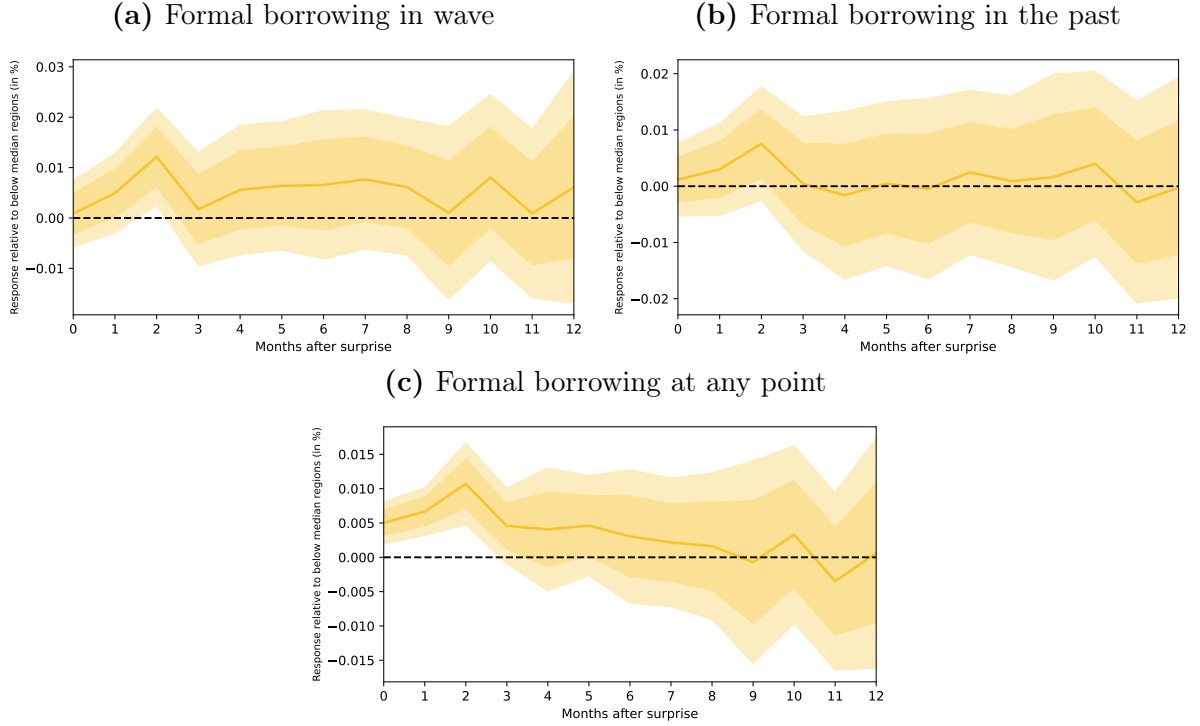 (a) Formal borrowing in wave
Response relative to below median regions (in %)
0.03
0.02
0.01
0.00
−0.01
0 1 2 3 4 5 6 7 8 9 10 11 12
Months after surprise
(b) Formal borrowing in the past
Response relative to below median regions (in %)
0.02
0.01
0.00
−0.01
−0.02
0 1 2 3 4 5 6 7 8 9 10 11 12
Months after surprise
(c) Formal borrowing at any point
Response relative to below median regions (in %)
0.015
0.010
0.005
0.000
−0.005
−0.010
−0.015
0 1 2 3 4 5 6 7 8 9 10 11 12
Months after surprise